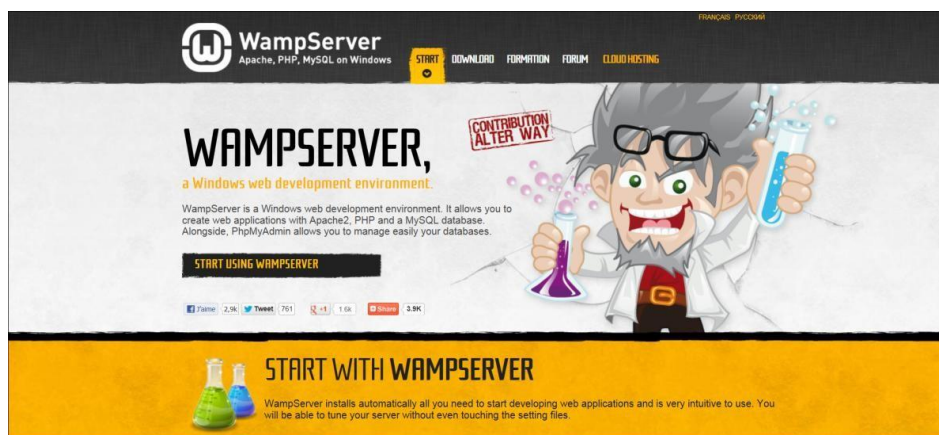 FRANÇAIS РУССКИЙ
WampServer
Apache, PHP, MySQL on Windows
START DOWNLOAD FORMATION FORUM CLOUD HOSTING
CONTRIBUTION
ALTER WAY
WAMPSERVER,
a Windows web development environment.
WampServer is a Windows web development environment. It allows you to
create web applications with Apache2, PHP and a MySQL database.
Alongside, PhpMyAdmin allows you to manage easily your databases.
START USING WAMPSERVER
J'aime 2,9k Tweet 761 +1 1.6k Share 3.9K
START WITH WAMPSERVER
WampServer installs automatically all you need to start developing web applications and is very intuitive to use. You
will be able to tune your server without even touching the setting files.